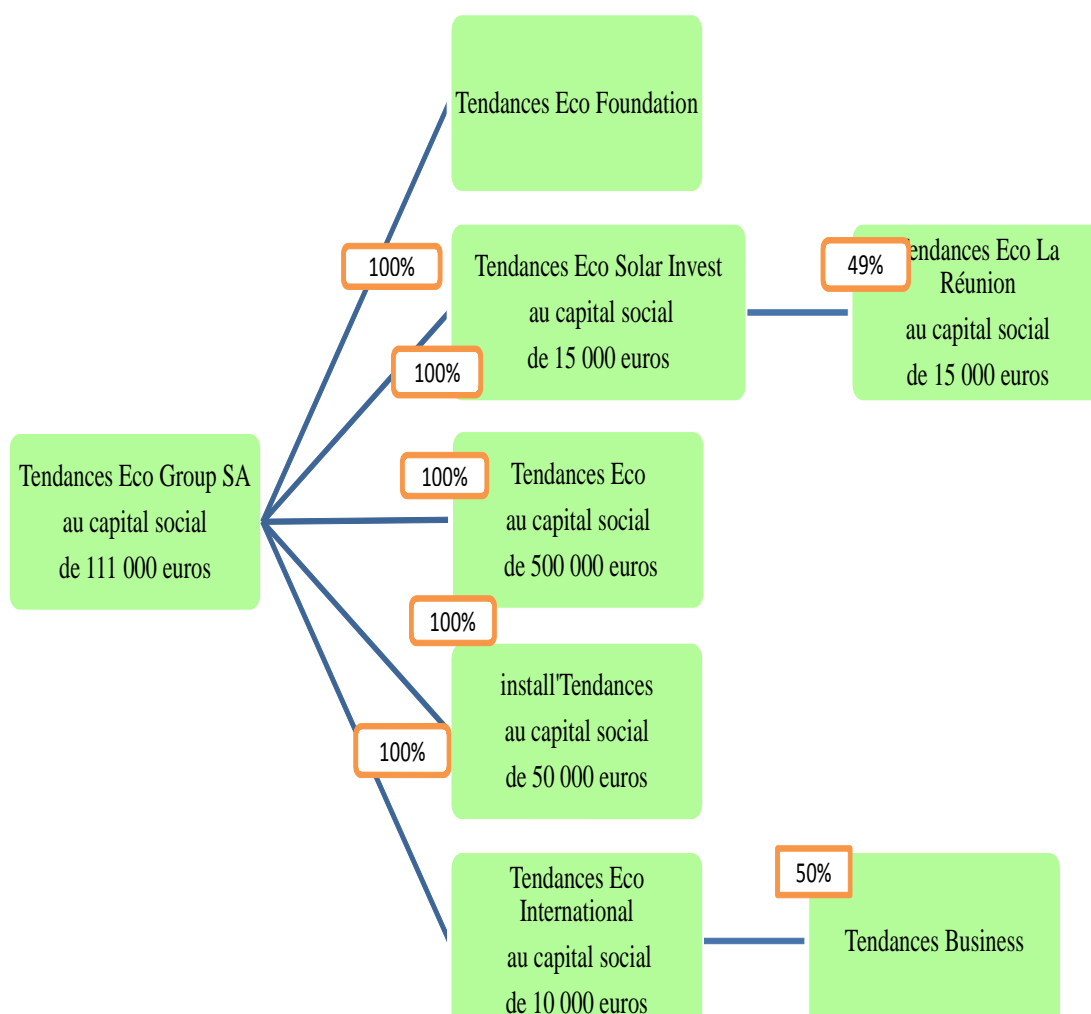 Tendances Eco Foundation
100%
Tendances Eco Solar Invest
au capital social
de 15 000 euros
100%
49%
endances Eco La
Réunion
au capital social
de 15 000 euros
Tendances Eco Group SA
au capital social
de 111 000 euros
100%
Tendances Eco
au capital social
de 500 000 euros
100%
install'Tendances
au capital social
de 50 000 euros
100%
Tendances Eco
International
au capital social
de 10 000 euros
50%
Tendances Business